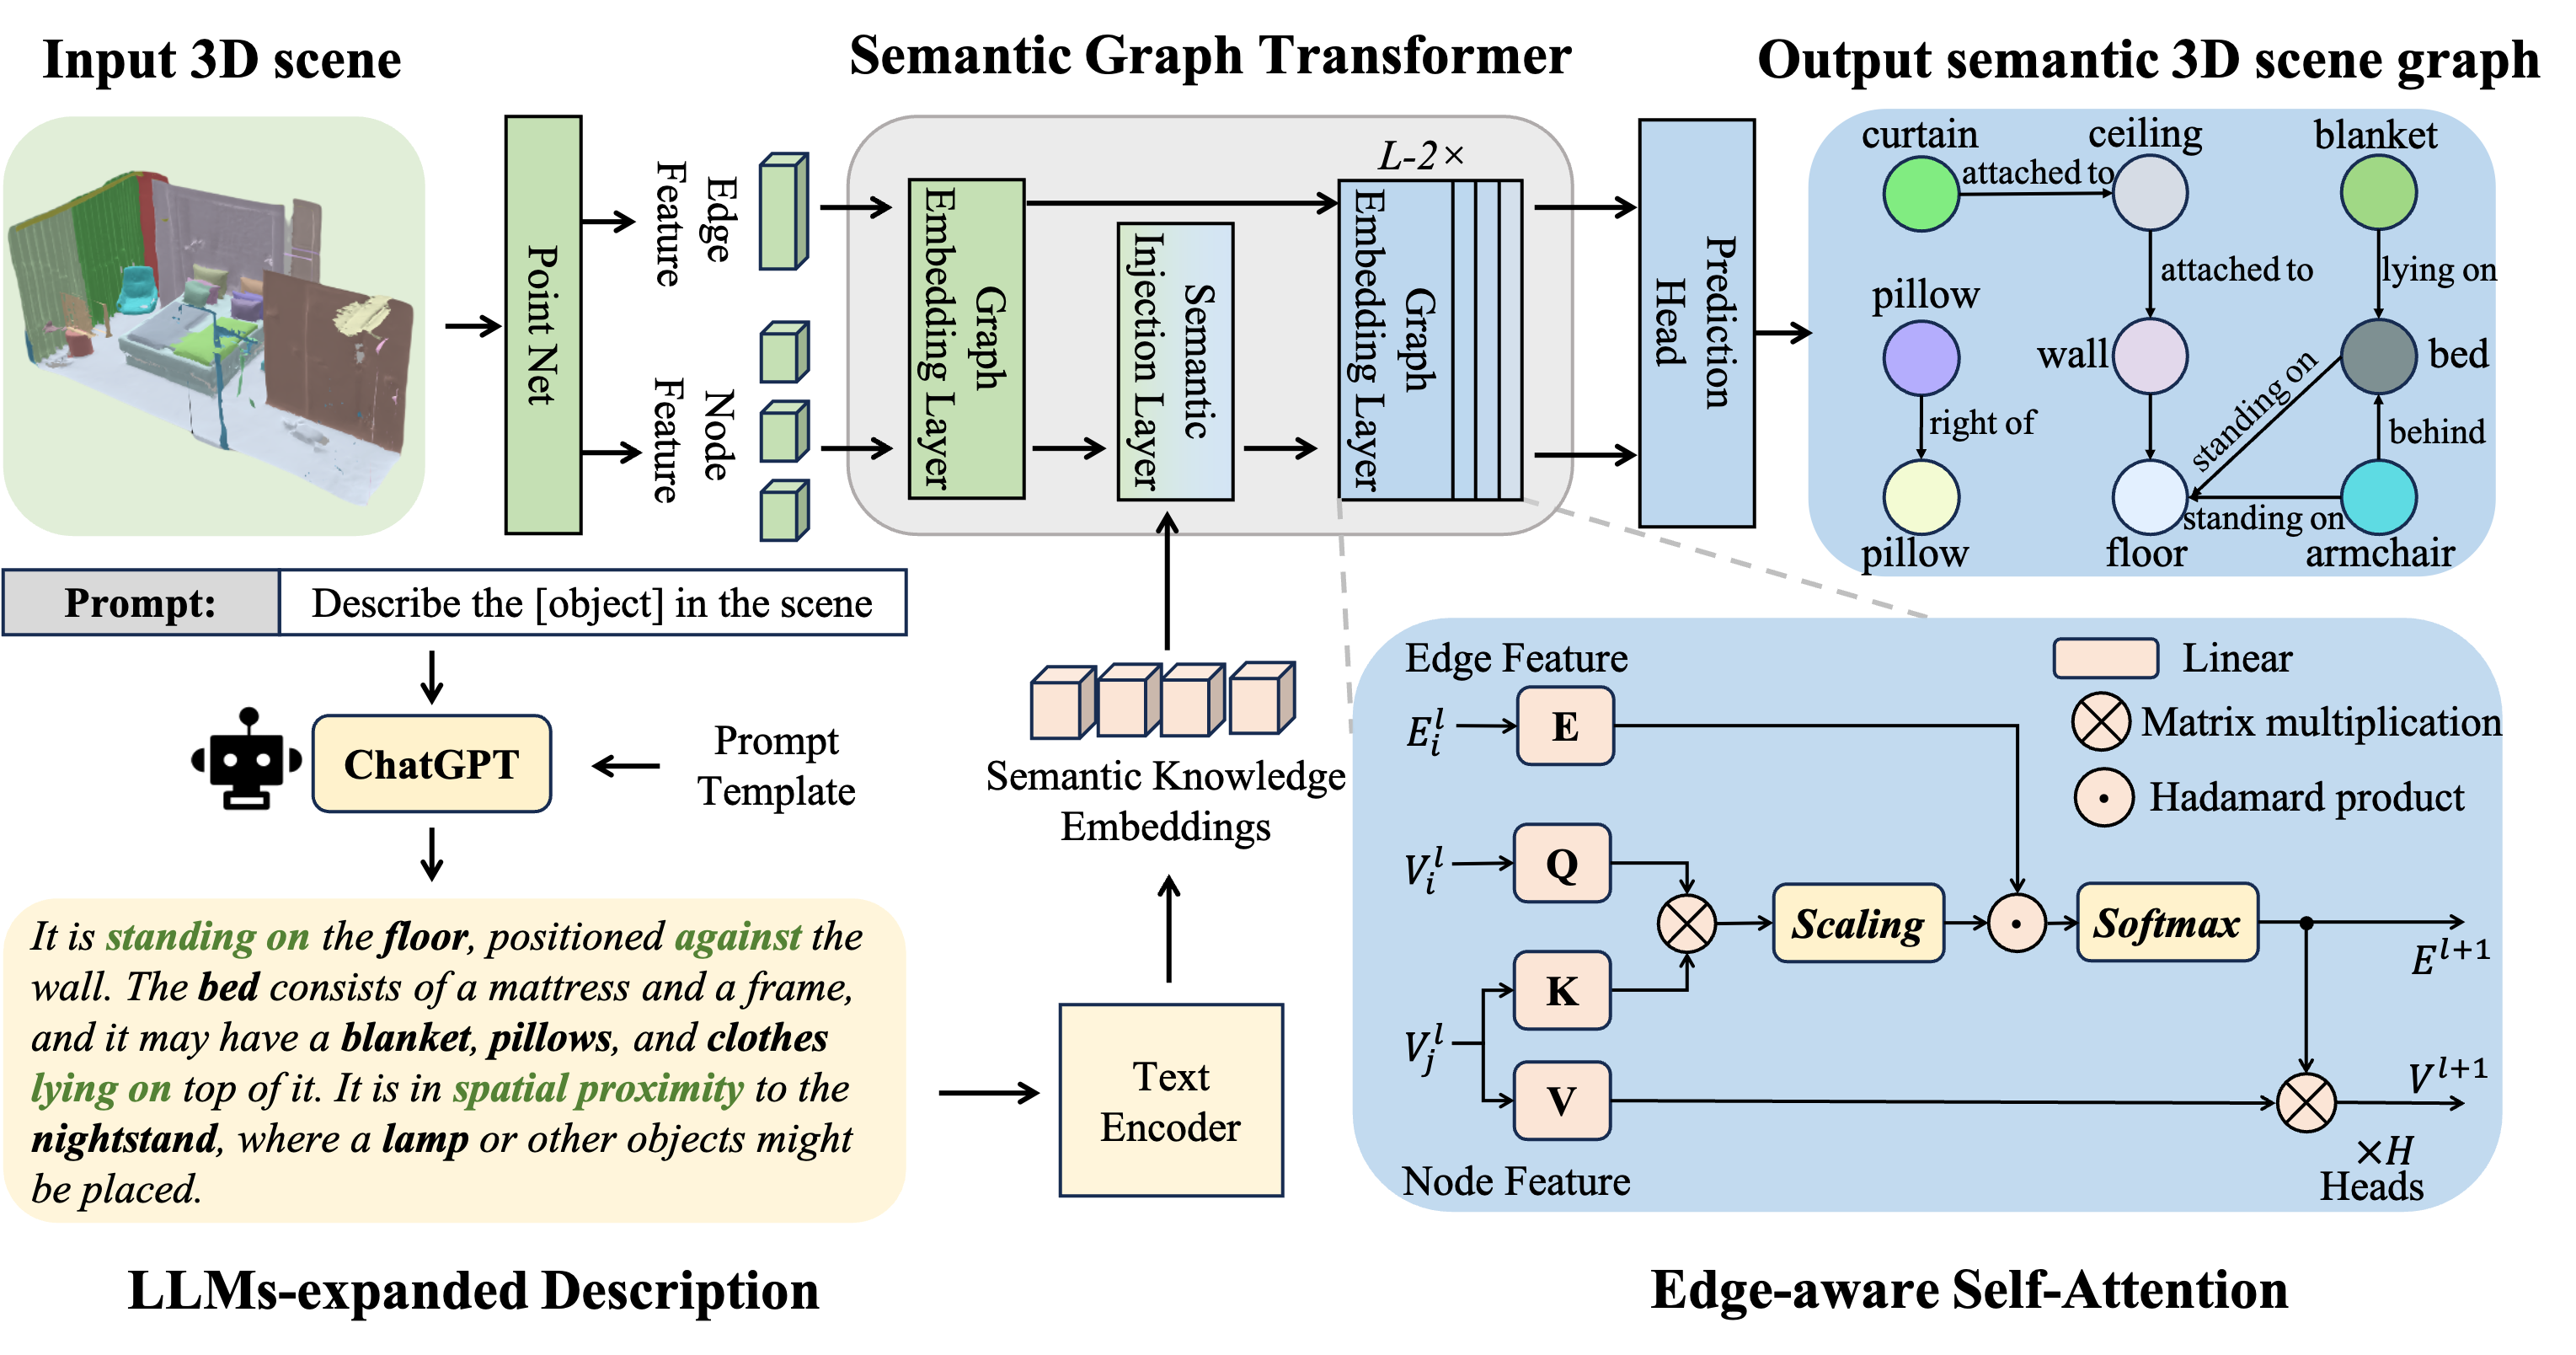 Input 3D scene
Semantic Graph Transformer
Output semantic 3D scene graph
Point Net
Edge
Feature
Node
Feature
Graph
Embedding Layer
Semantic
Injection Layer
L-2×
Graph
Embedding Layer
Prediction
Head
curtain
ceiling
blanket
attached to
attached to
lying on
pillow
wall
bed
right of
standing on
behind
standing on
pillow
floor
armchair
Prompt:
Describe the [object] in the scene
ChatGPT
Prompt
Template
It is standing on the floor, positioned against the
wall. The bed consists of a mattress and a frame,
and it may have a blanket, pillows, and clothes
lying on top of it. It is in spatial proximity to the
nightstand, where a lamp or other objects might
be placed.
LLMs-expanded Description
Semantic Knowledge
Embeddings
Text
Encoder
Edge Feature
Linear
Matrix multiplication
Hadamard product
E_i^l
E
V_i^l
Q
K
V_j^l
V
Scaling
Softmax
E^{l+1}
V^{l+1}
×H
Heads
Node Feature
Edge-aware Self-Attention